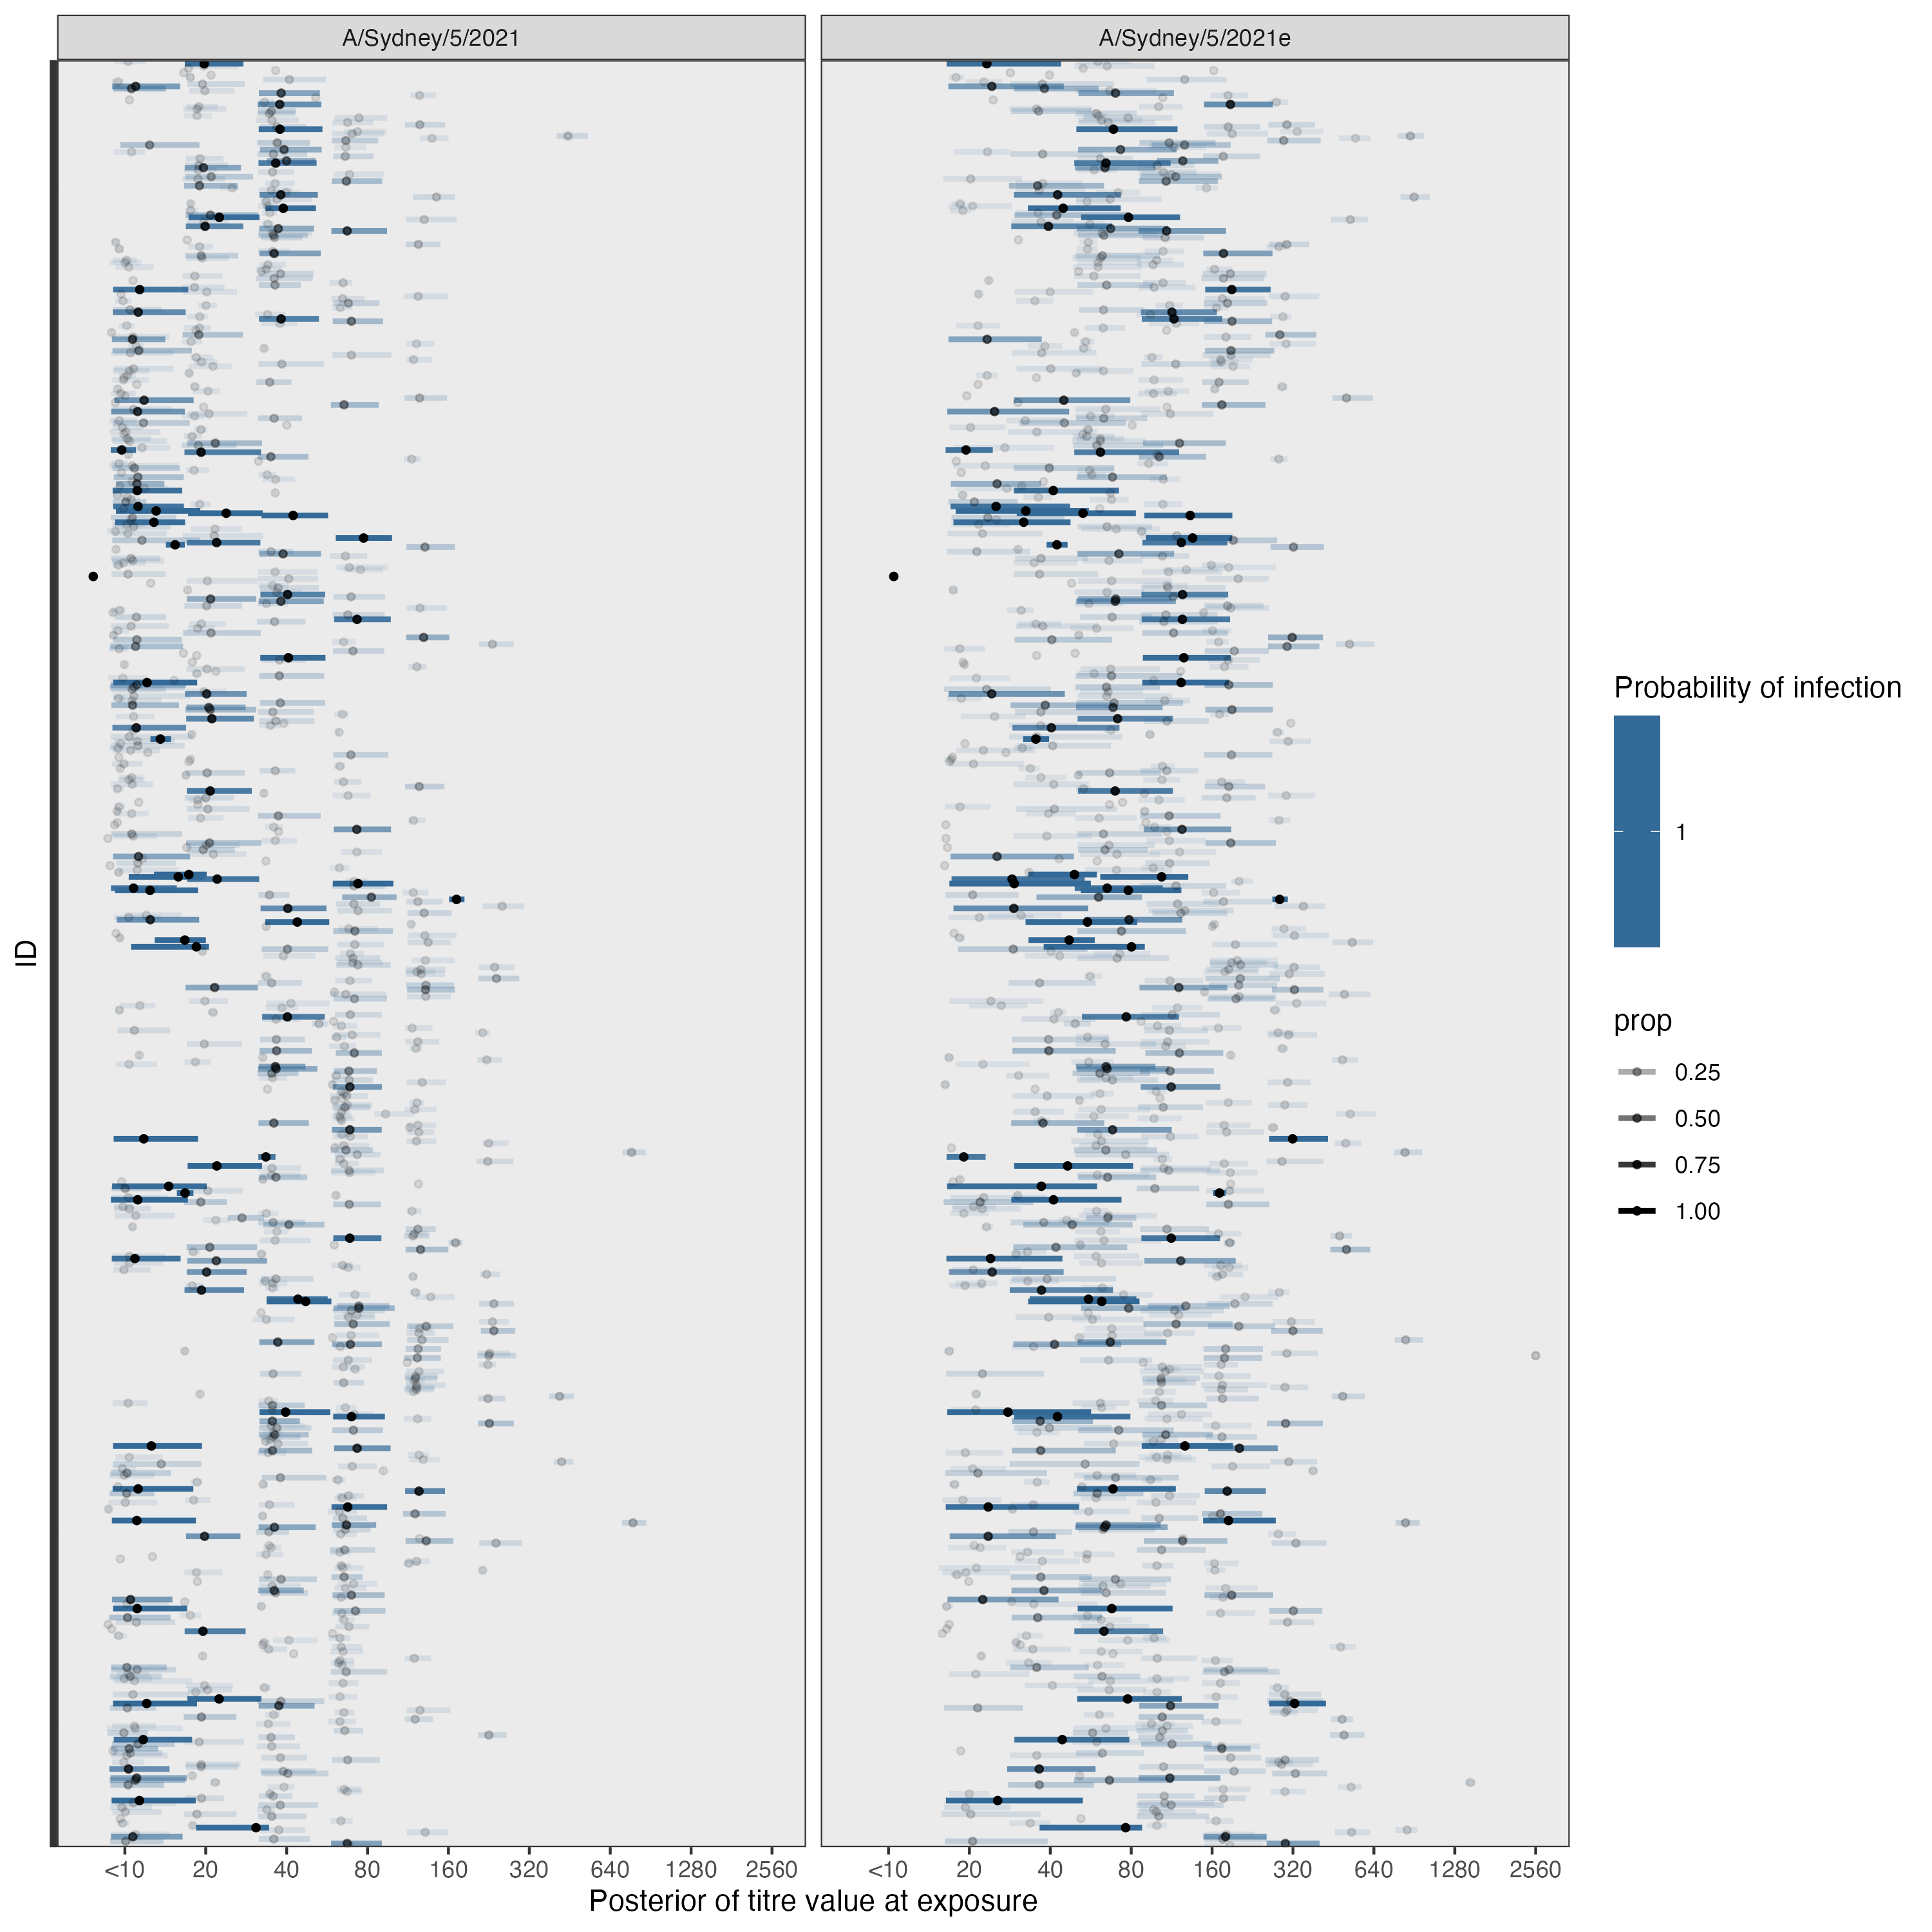 A/Sydney/5/2021
A/Sydney/5/2021e
ID
<10 20 40 80 160 320 640 1280 2560
<10 20 40 80 160 320 640 1280 2560
Posterior of titre value at exposure
Probability of infection
1
prop
0.25
0.50
0.75
1.00